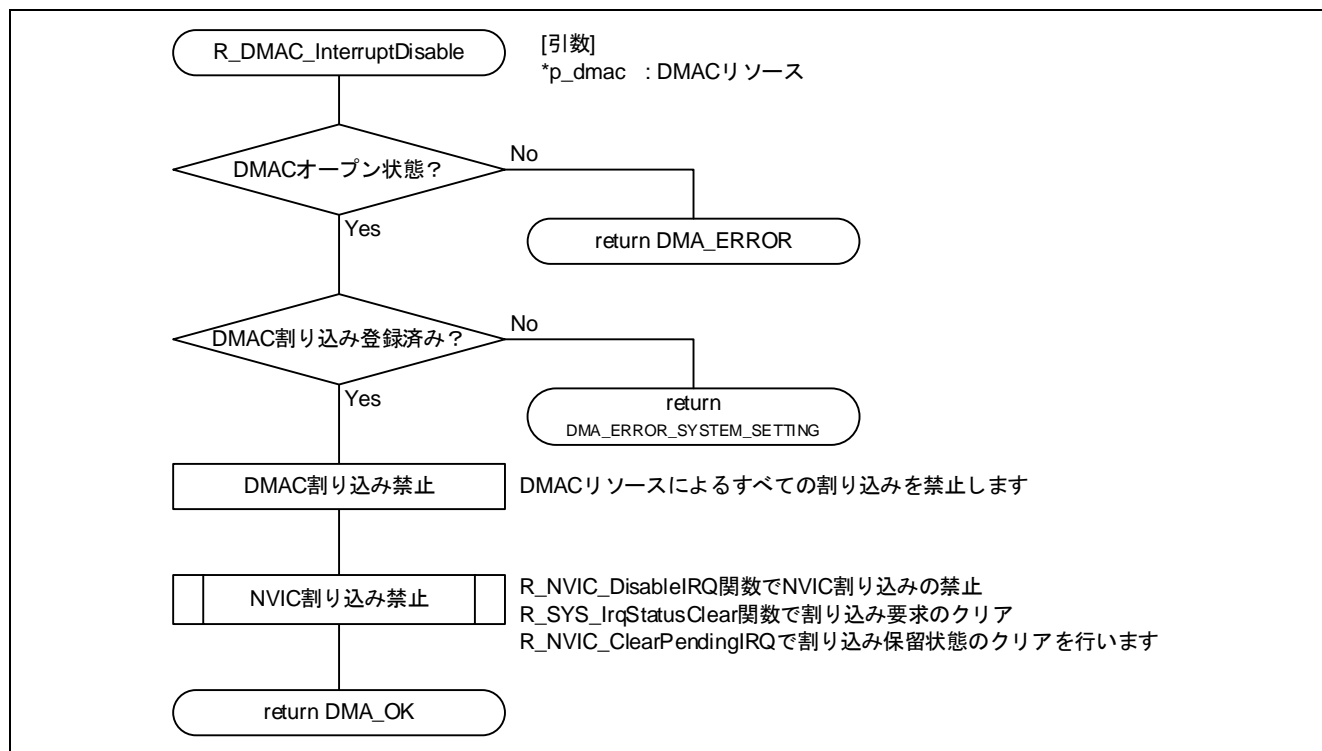 R_DMAC_InterruptDisable
[引数]
*p_dmac : DMACリソース
DMACオープン状態？
No
Yes
return DMA_ERROR
DMAC割り込み登録済み？
No
Yes
return
DMA_ERROR_SYSTEM_SETTING
DMAC割り込み禁止
DMACリソースによるすべての割り込みを禁止します
NVIC割り込み禁止
R_NVIC_DisableIRQ関数でNVIC割り込みの禁止
R_SYS_IrqStatusClear関数で割り込み要求のクリア
R_NVIC_ClearPendingIRQで割り込み保留状態のクリアを行います
return DMA_OK